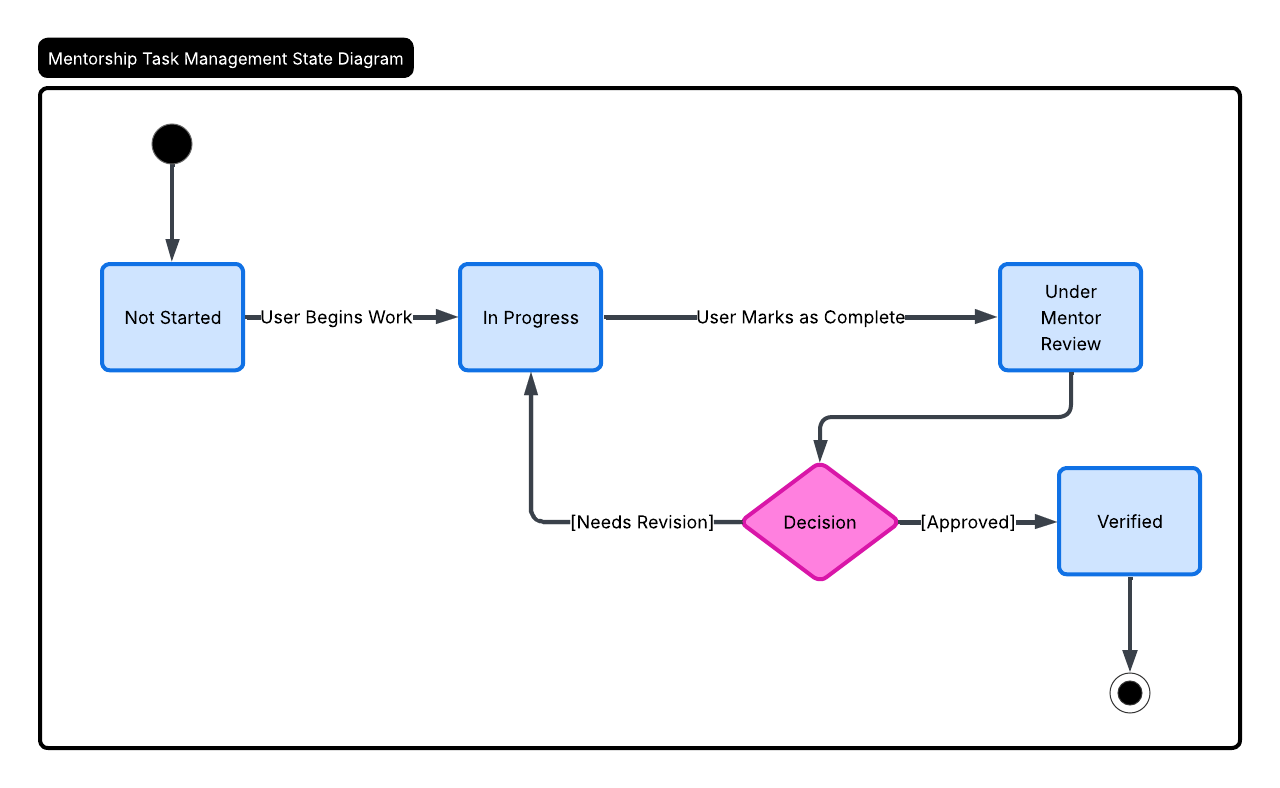 Mentorship Task Management State Diagram
Not Started
User Begins Work
In Progress
User Marks as Complete
Under
Mentor
Review
[Needs Revision]
Decision
[Approved]
Verified